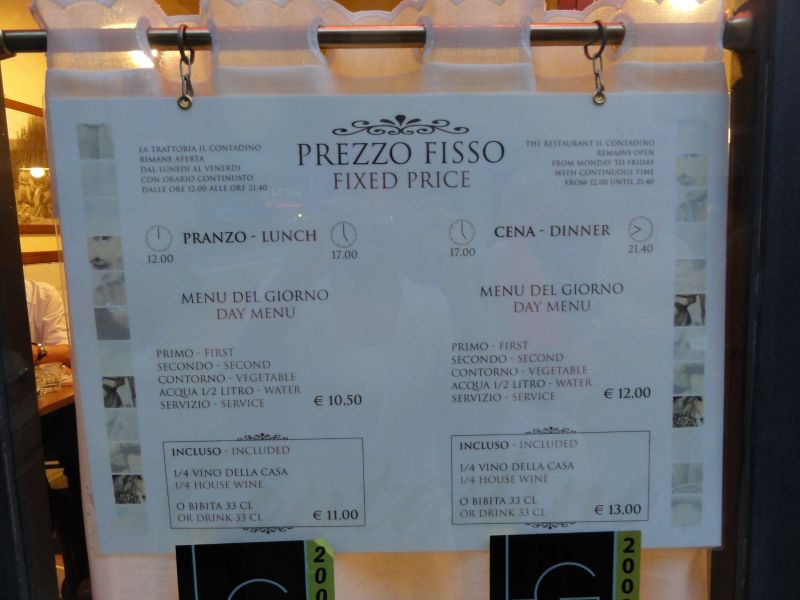 LA TRATTORIA IL CONTADINO
RIMANE APERTA
DAL LUNEDI AL VENERDI
CON ORARIO CONTINUATO
DALLE ORE 12.00 ALLE ORE 21.40
PREZZO FISSO
FIXED PRICE
THE RESTAURANT IL CONTADINO
REMAINS OPEN
FROM MONDAY TO FRIDAY
WITH CONTINUOUS TIME
FROM 12.00 UNTIL 21.40
PRANZO - LUNCH
12.00
17.00
MENU DEL GIORNO
DAY MENU
PRIMO - FIRST
SECONDO - SECOND
CONTORNO - VEGETABLE
ACQUA 1/2 LITRO - WATER
SERVIZIO - SERVICE
€ 10,50
INCLUSO - INCLUDED
1/4 VINO DELLA CASA
1/4 HOUSE WINE
O BIBITA 33 CL
OR DRINK 33 CL
€ 11.00
CENA - DINNER
17.00
21.40
MENU DEL GIORNO
DAY MENU
PRIMO - FIRST
SECONDO - SECOND
CONTORNO - VEGETABLE
ACQUA 1/2 LITRO - WATER
SERVIZIO - SERVICE
€ 12,00
INCLUSO - INCLUDED
1/4 VINO DELLA CASA
1/4 HOUSE WINE
O BIBITA 33 CL
OR DRINK 33 CL
€ 13.00